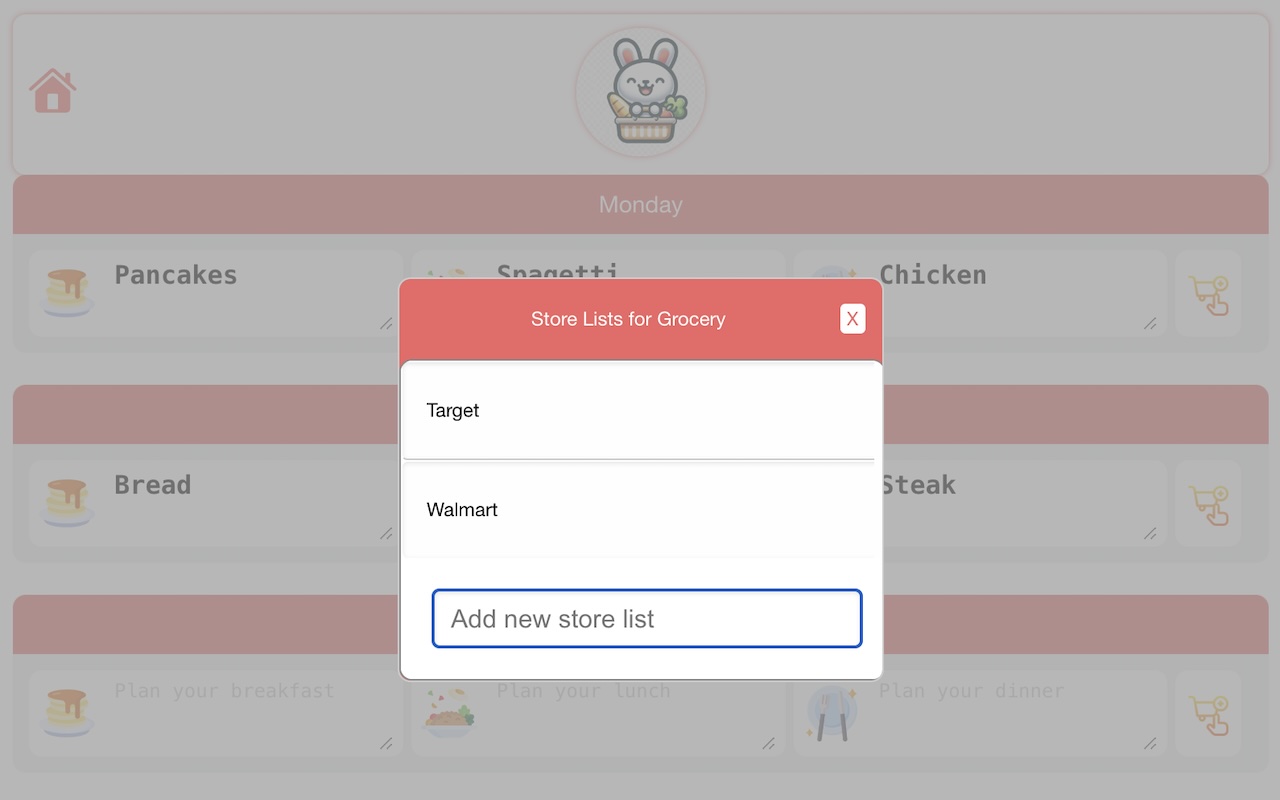 Monday
Pancakes
Spagetti
Chicken
Store Lists for Grocery
X
Target
Bread
Steak
Walmart
Add new store list
Plan your breakfast
Plan your lunch
Plan your dinner